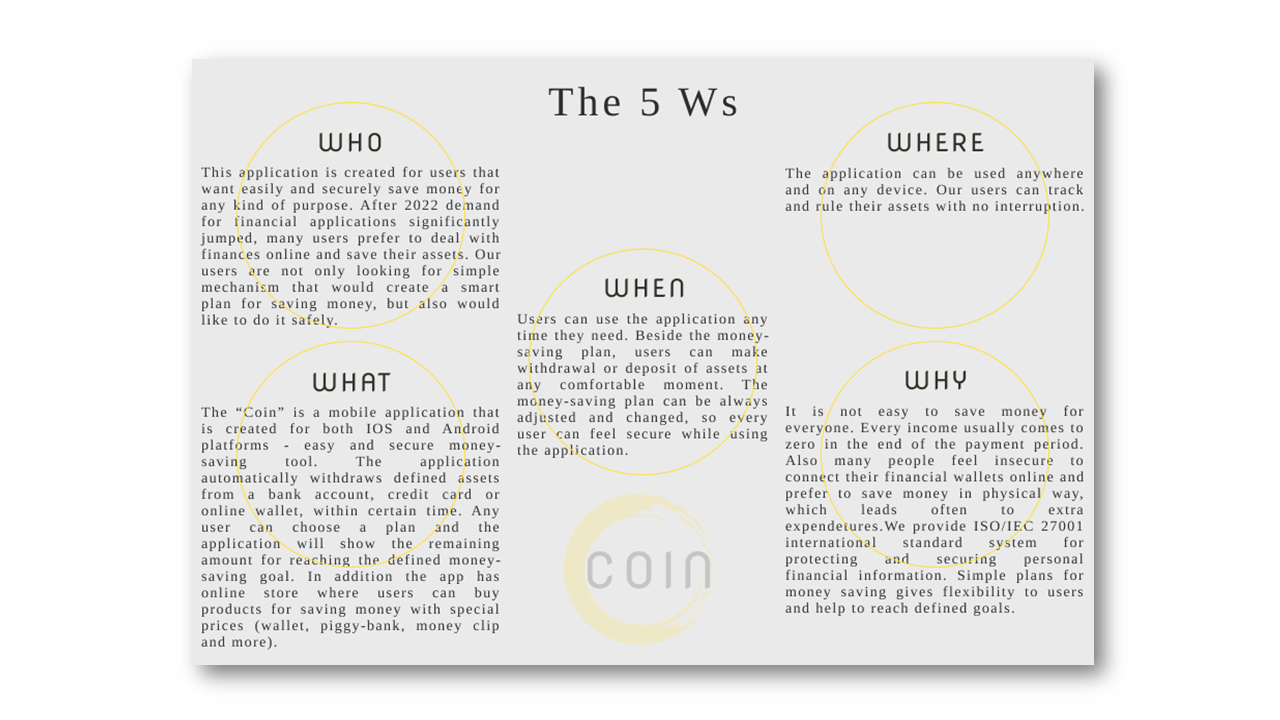 The 5 Ws
WHO
This application is created for users that
want easily and securely save money for
any kind of purpose. After 2022 demand
for financial applications significantly
jumped, many users prefer to deal with
finances online and save their assets. Our
users are not only looking for simple
mechanism that would create a smart
plan for saving money, but also would
like to do it safely.
WHAT
The “Coin” is a mobile application that
is created for both IOS and Android
platforms - easy and secure money-
saving tool. The application
automatically withdraws defined assets
from a bank account, credit card or
online wallet, within certain time. Any
user can choose a plan and the
application will show the remaining
amount for reaching the defined money-
saving goal. In addition the app has
online store where users can buy
products for saving money with special
prices (wallet, piggy-bank, money clip
and more).
WHEN
Users can use the application any
time they need. Beside the money-
saving plan, users can make
withdrawal or deposit of assets at
any comfortable moment. The
money-saving plan can be always
adjusted and changed, so every
user can feel secure while using
the application.
COIN
WHERE
The application can be used anywhere
and on any device. Our users can track
and rule their assets with no interruption.
WHY
It is not easy to save money for
everyone. Every income usually comes to
zero in the end of the payment period.
Also many people feel insecure to
connect their financial wallets online and
prefer to save money in physical way,
which leads often to extra
expendetures.We provide ISO/IEC 27001
international standard system for
protecting and securing personal
financial information. Simple plans for
money saving gives flexibility to users
and help to reach defined goals.